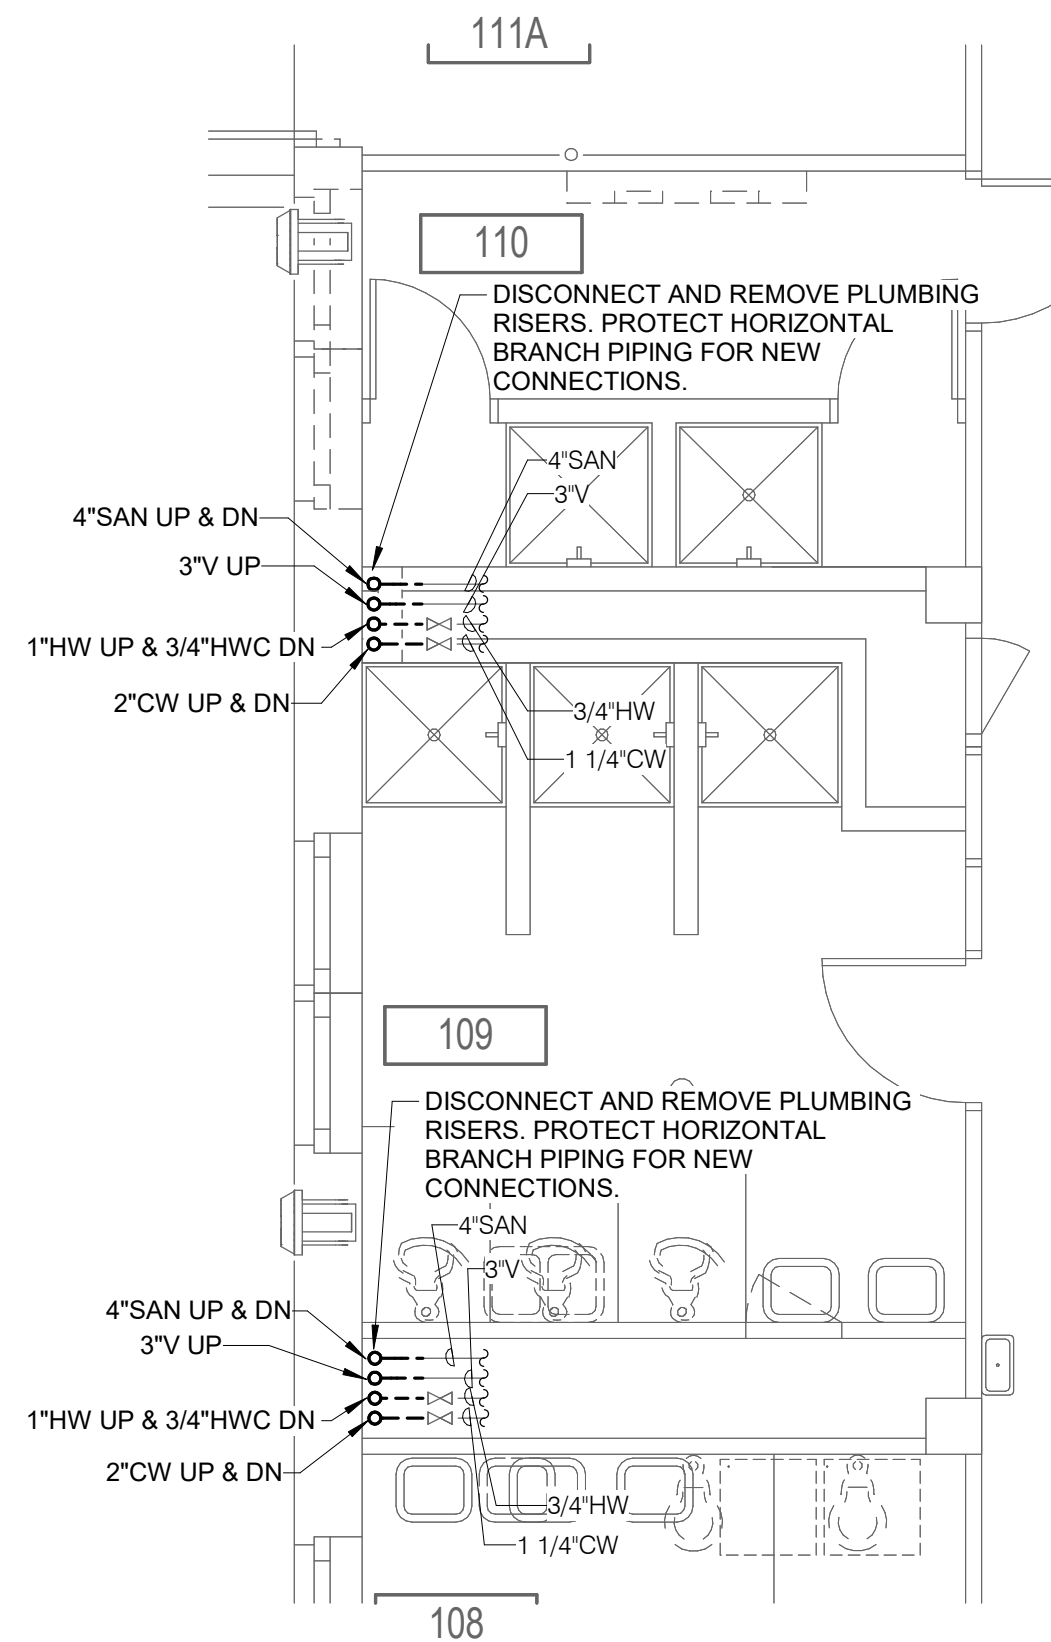 111A
110
DISCONNECT AND REMOVE PLUMBING
RISERS. PROTECT HORIZONTAL
BRANCH PIPING FOR NEW
CONNECTIONS.
4"SAN
3"V
4"SAN UP & DN
3"V UP
1"HW UP & 3/4"HWC DN
2"CW UP & DN
3/4"HW
1 1/4"CW
109
DISCONNECT AND REMOVE PLUMBING
RISERS. PROTECT HORIZONTAL
BRANCH PIPING FOR NEW
CONNECTIONS.
4"SAN
3"V
4"SAN UP & DN
3"V UP
1"HW UP & 3/4"HWC DN
2"CW UP & DN
3/4"HW
1 1/4"CW
108